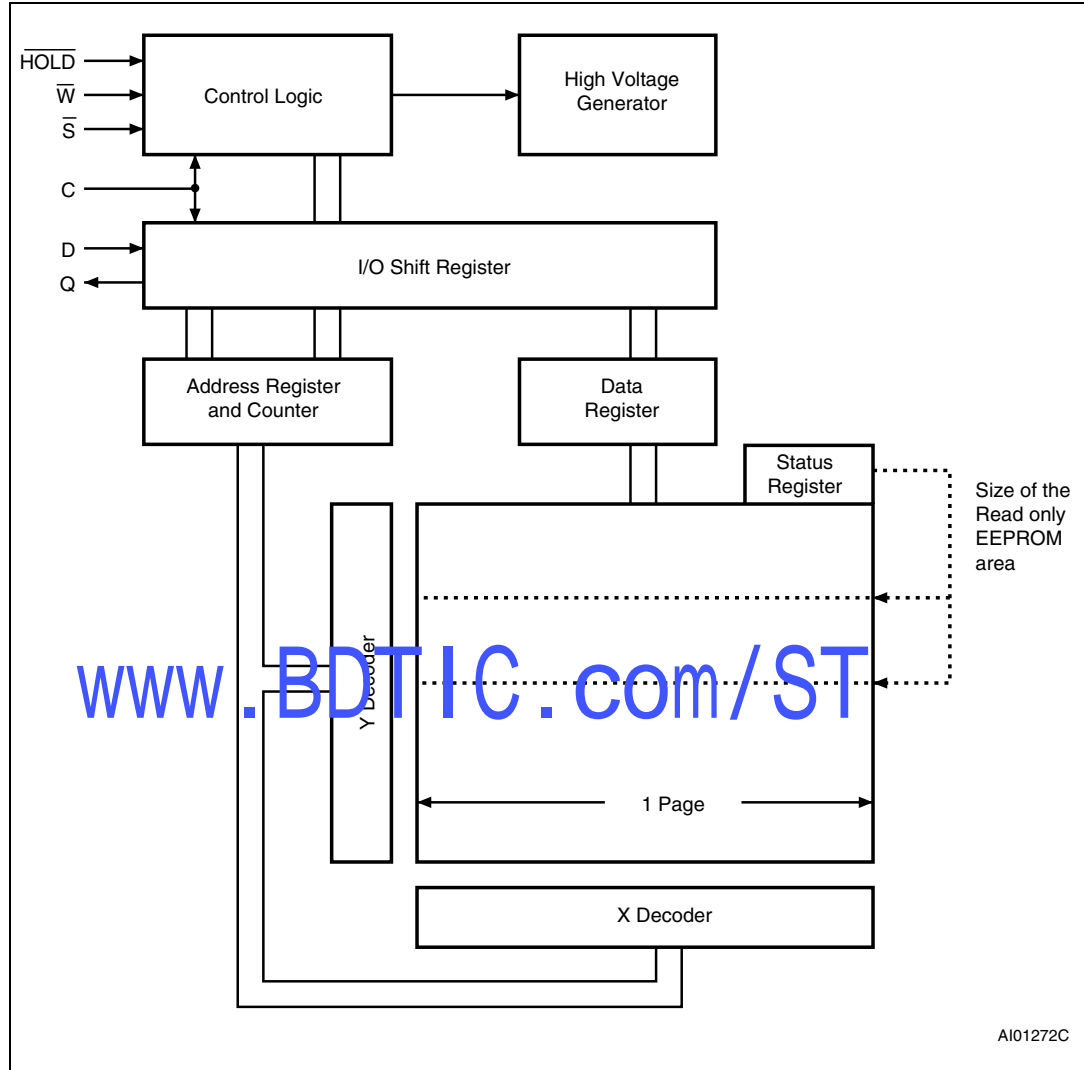 H̅O̅L̅D̅
W̅
S̅
C
D
Q
Control Logic
High Voltage
Generator
I/O Shift Register
Address Register
and Counter
Data
Register
Status
Register
Size of the
Read only
EEPROM
area
Y Decoder
www.BDTIC.com/ST
1 Page
X Decoder
AI01272C